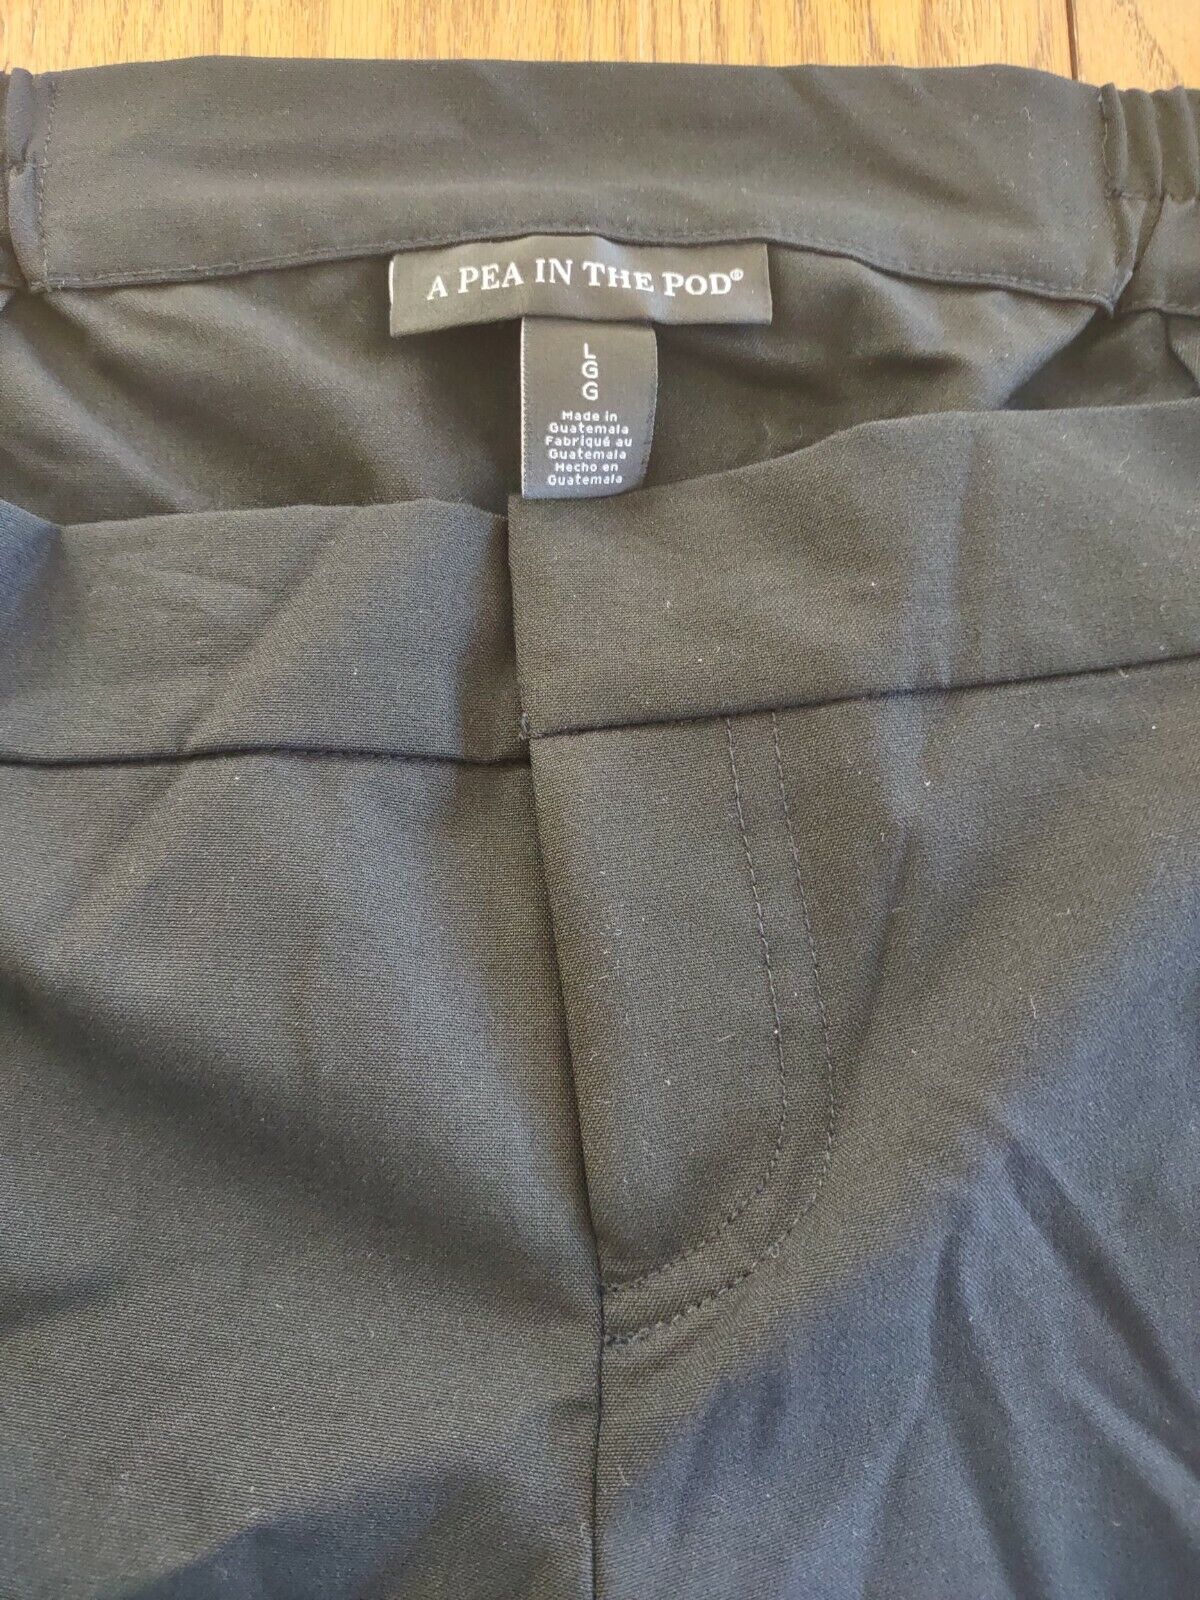 A PEA IN THE POD®
L
G
G
Made in
Guatemala
Fabriqué au
Guatemala
Hecho en
Guatemala